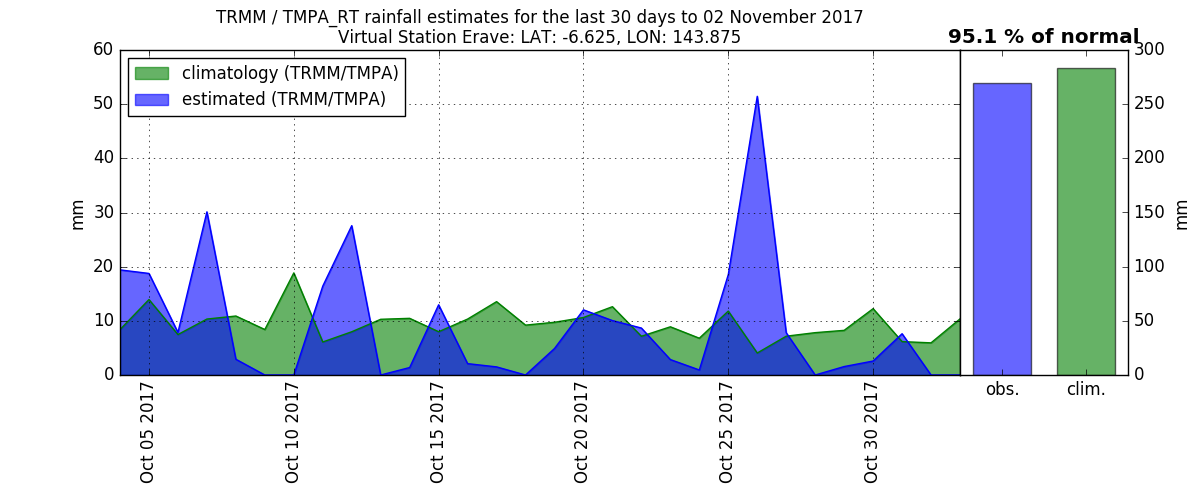 TRMM / TMPA_RT rainfall estimates for the last 30 days to 02 November 2017
Virtual Station Erave: LAT: -6.625, LON: 143.875
95.1 % of normal
climatology (TRMM/TMPA)
estimated (TRMM/TMPA)
60
50
40
30
20
10
0
mm
300
250
200
150
100
50
0
mm
Oct 05 2017
Oct 10 2017
Oct 15 2017
Oct 20 2017
Oct 25 2017
Oct 30 2017
obs.
clim.